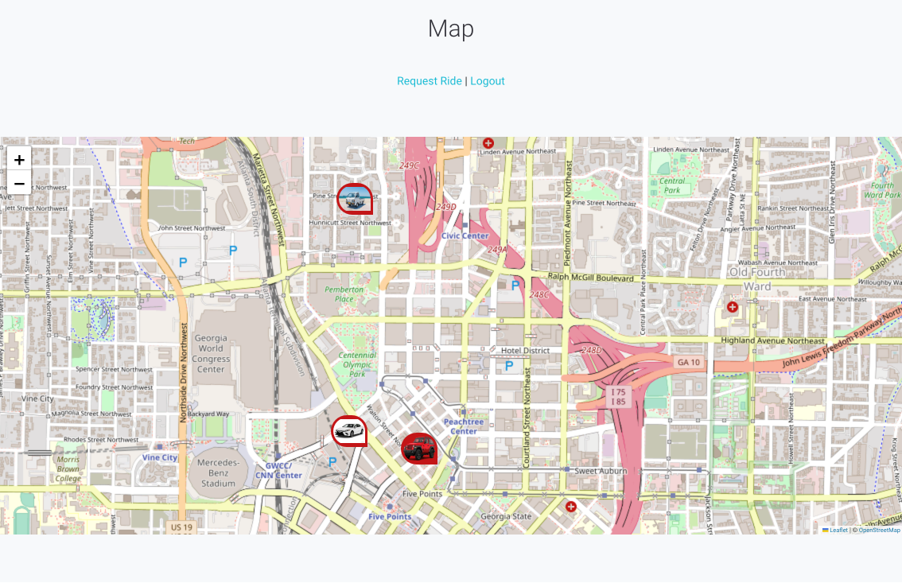 Map
Request Ride | Logout
+
−
Tech
249C
Linden Avenue Northeast
Linden Avenue Northeast
Central Park
Fourth Ward Park
Marietta Street Northwest
249D
Pine Street Northeast
Rankin Street Northeast
Hunnicutt Street Northwest
John Street Northwest
Civic Center
Angier Avenue Northeast
Parkway Drive Northeast
Glen Iris Drive Northeast
Piedmont Avenue Northeast
249A
Wabash Avenue Northeast
Ralph McGill Boulevard
Old Fourth Ward
P
P
P
Pemberton Place
248C
East Avenue Northeast
Central Park Place Northeast
Georgia World Congress Center
Hotel District
Highland Avenue Northeast
248D
Centennial Olympic Park
GA 10
John Lewis Freedom Parkway North
P
Spencer Street Northwest
Foundry Street Northwest
Vine City
I 75
I 85
Northside Drive Northwest
Magnolia Street Northwest
Backyard Way
Peachtree Center
Courtland Street Northeast
Rhodes Street Northwest
Vine City
Morris Brown College
Mercedes-Benz Stadium
GWCC/CNN Center
P
Sweet Auburn
Howell Street Northeast
Five Points
Five Points
Georgia State
US 19
Leaflet | © OpenStreetMap